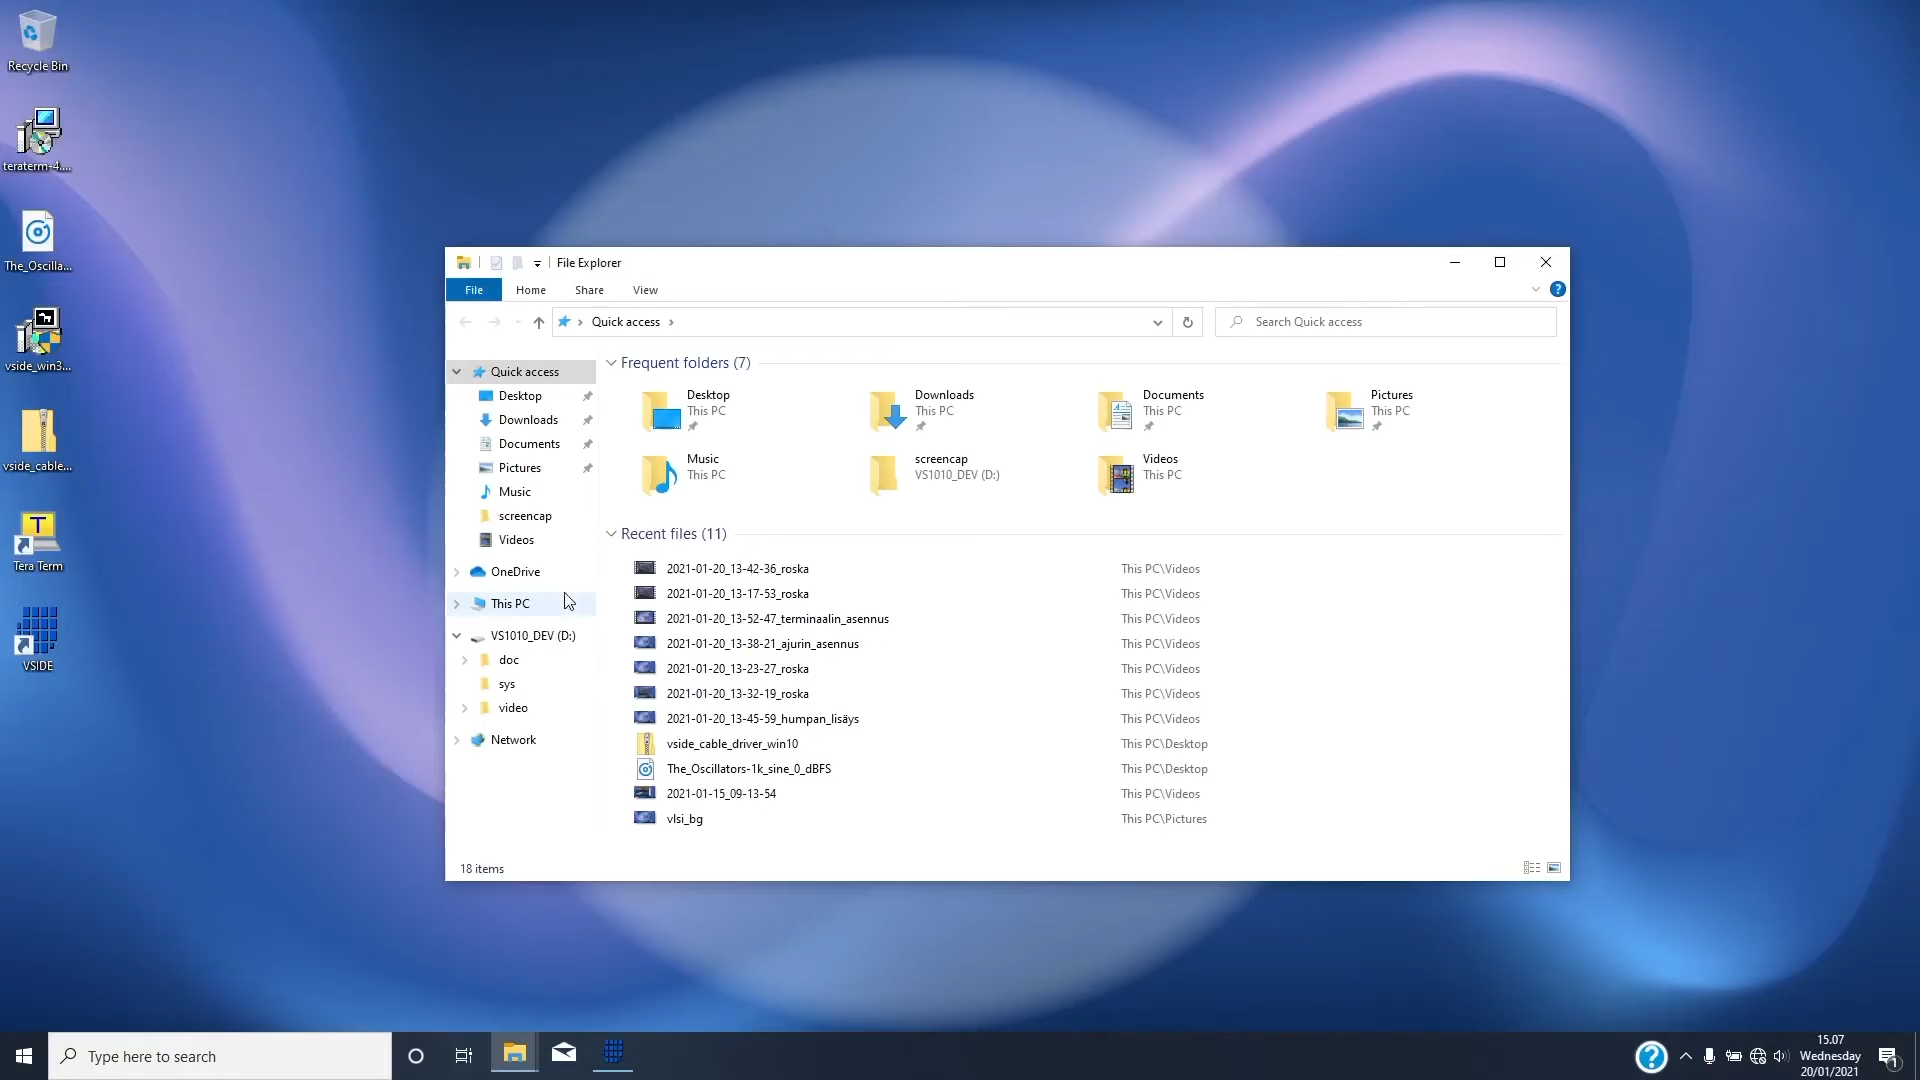 Recycle Bin
teraterm-4....
The_Oscilla...
vside_win3...
vside_cable...
Tera Term
VSIDE
File Explorer
File Home Share View
Quick access
Search Quick access
Quick access
Desktop
Downloads
Documents
Pictures
Music
screencap
Videos
OneDrive
This PC
VS1010_DEV (D:)
doc
sys
video
Network
Frequent folders (7)
Desktop
This PC
Downloads
This PC
Documents
This PC
Pictures
This PC
Music
This PC
screencap
VS1010_DEV (D:)
Videos
This PC
Recent files (11)
2021-01-20_13-42-36_roska This PC\Videos
2021-01-20_13-17-53_roska This PC\Videos
2021-01-20_13-52-47_terminaalin_asennus This PC\Videos
2021-01-20_13-38-21_ajurin_asennus This PC\Videos
2021-01-20_13-23-27_roska This PC\Videos
2021-01-20_13-32-19_roska This PC\Videos
2021-01-20_13-45-59_humpan_lisäys This PC\Videos
vside_cable_driver_win10 This PC\Desktop
The_Oscillators-1k_sine_0_dBFS This PC\Desktop
2021-01-15_09-13-54 This PC\Videos
vlsi_bg This PC\Pictures
18 items
Type here to search
15.07
Wednesday
20/01/2021
1